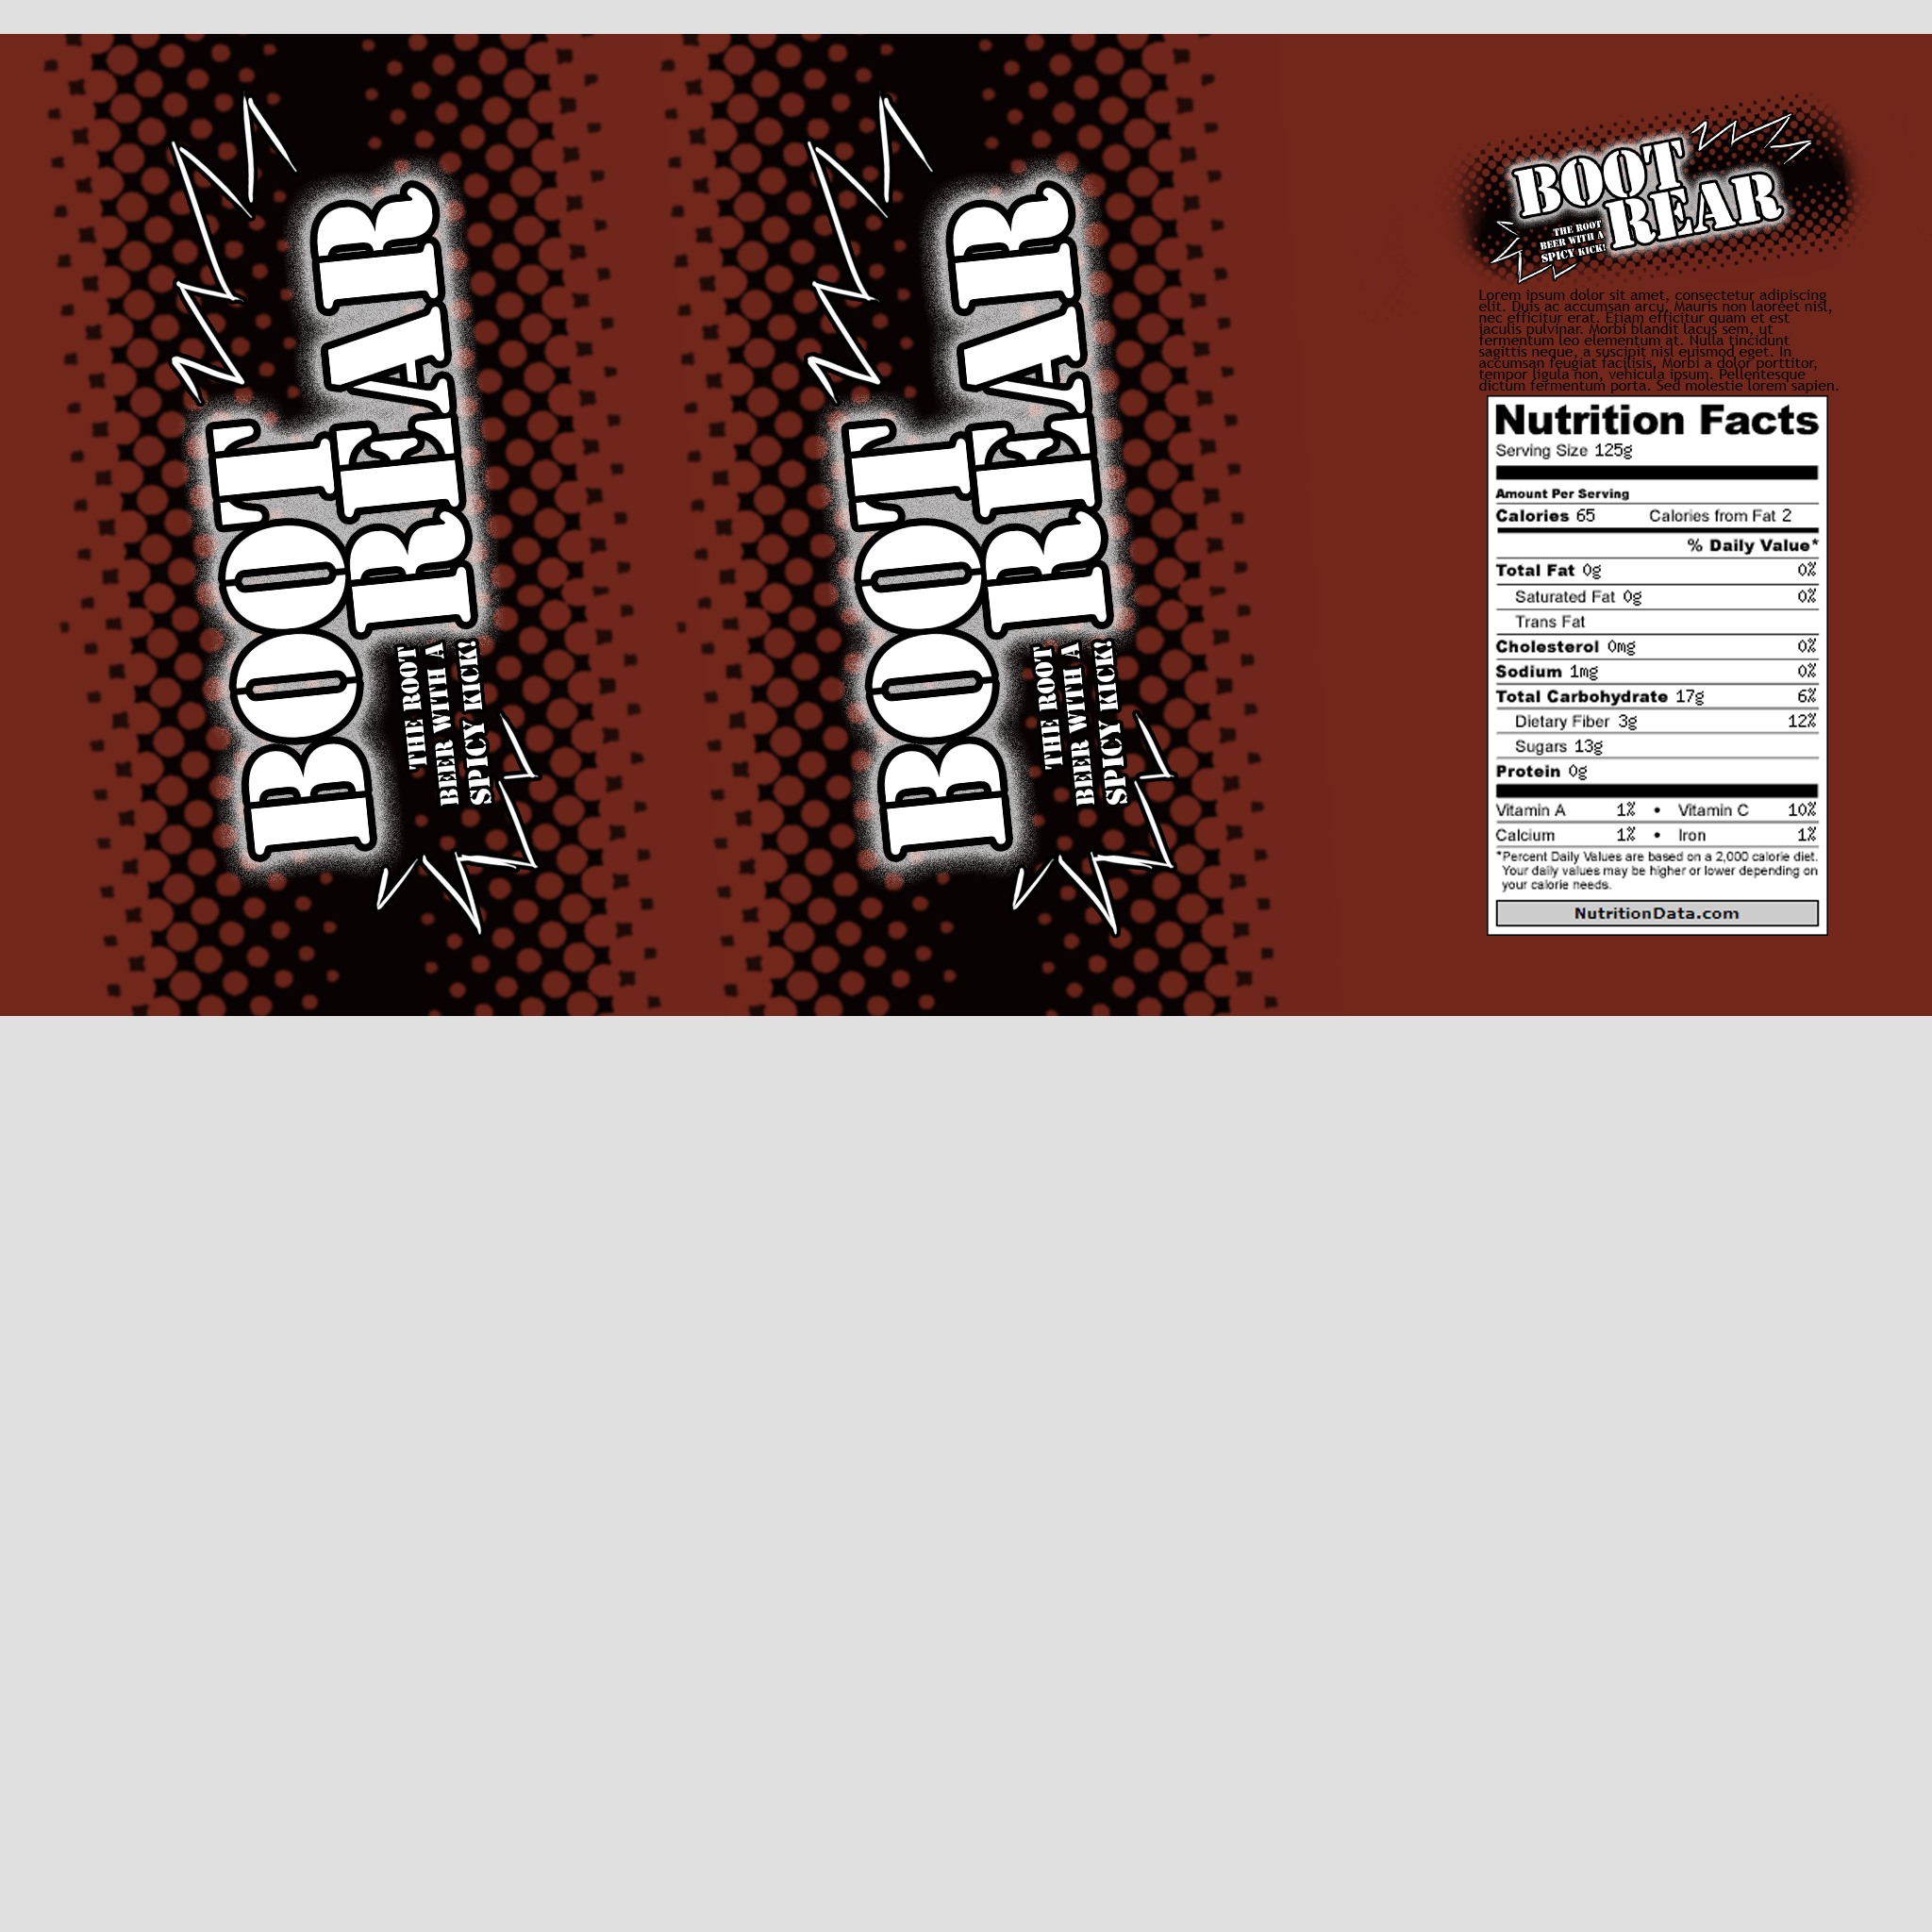 BOOT
REAR
THE ROOT
BEER WITH A
SPICY KICK!
BOOT
REAR
THE ROOT
BEER WITH A
SPICY KICK!
BOOT
REAR
THE ROOT
BEER WITH A
SPICY KICK!
Lorem ipsum dolor sit amet, consectetur adipiscing
elit. Duis ac accumsan arcu. Mauris non laoreet nisl,
nec efficitur erat. Etiam efficitur quam et est
iaculis pulvinar. Morbi blandit lacus sem, ut
fermentum leo elementum at. Nulla tincidunt
sagittis neque, a suscipit nisl euismod eget. In
accumsan feugiat facilisis. Morbi a dolor porttitor,
tempor ligula non, vehicula ipsum. Pellentesque
dictum fermentum porta. Sed molestie lorem sapien.
Nutrition Facts
Serving Size 125g
Amount Per Serving
Calories 65 Calories from Fat 2
% Daily Value*
Total Fat 0g 0%
Saturated Fat 0g 0%
Trans Fat
Cholesterol 0mg 0%
Sodium 1mg 0%
Total Carbohydrate 17g 6%
Dietary Fiber 3g 12%
Sugars 13g
Protein 0g
Vitamin A 1% • Vitamin C 10%
Calcium 1% • Iron 1%
*Percent Daily Values are based on a 2,000 calorie diet.
Your daily values may be higher or lower depending on
your calorie needs.
NutritionData.com